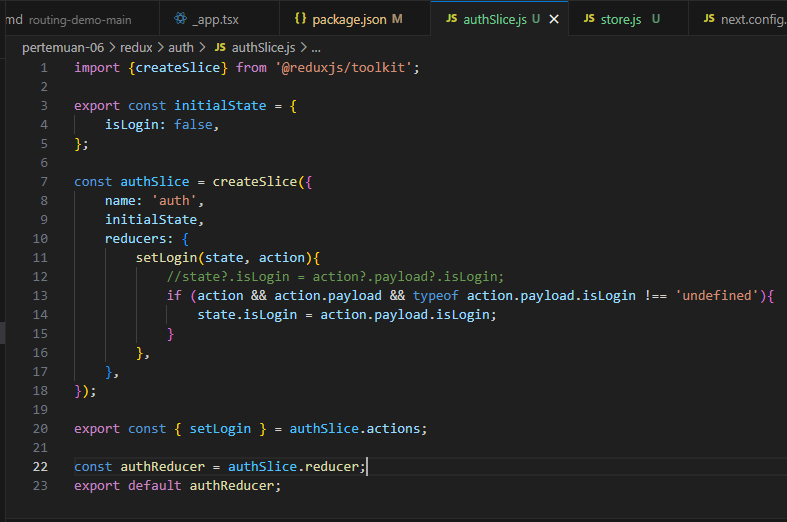 md routing-demo-main _app.tsx {} package.json M JS authSlice.js U × JS store.js U JS next.config.
pertemuan-06 > redux > auth > JS authSlice.js > ...
1 import {createSlice} from '@reduxjs/toolkit';
2
3 export const initialState = {
4     isLogin: false,
5 };
6
7 const authSlice = createSlice({
8     name: 'auth',
9     initialState,
10     reducers: {
11         setLogin(state, action){
12             //state?.isLogin = action?.payload?.isLogin;
13             if (action && action.payload && typeof action.payload.isLogin !== 'undefined'){
14                 state.isLogin = action.payload.isLogin;
15             }
16         },
17     },
18 });
19
20 export const { setLogin } = authSlice.actions;
21
22 const authReducer = authSlice.reducer;
23 export default authReducer;